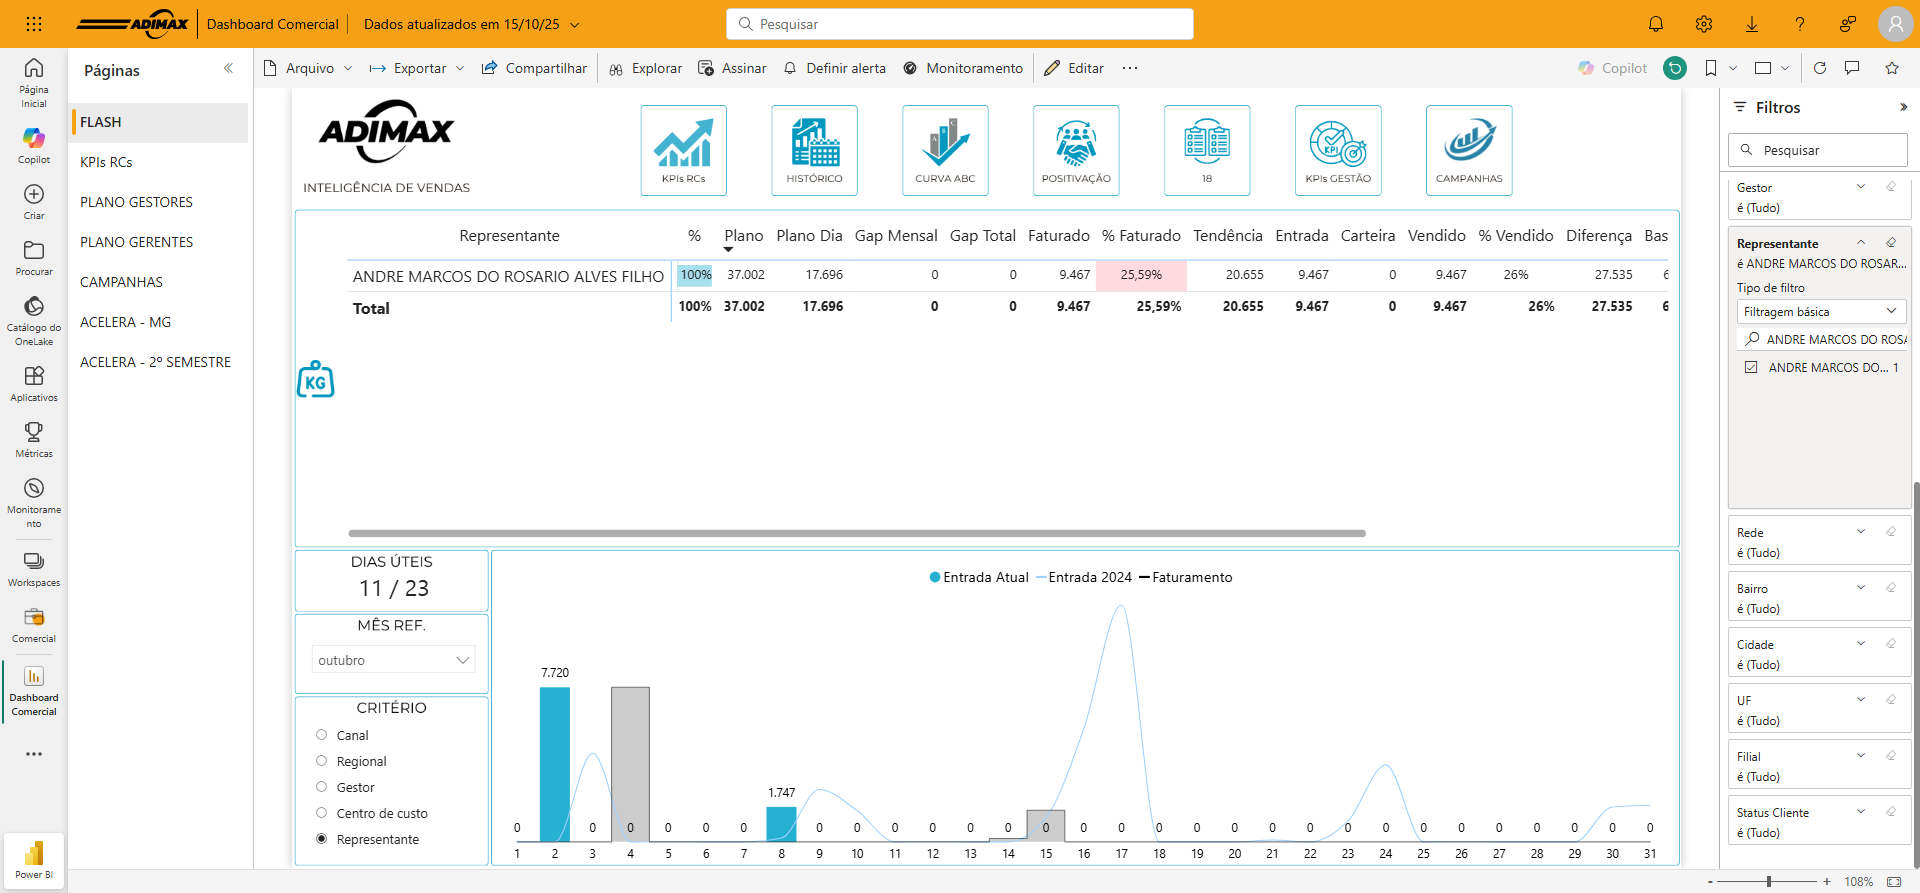 ADIMAX
Dashboard Comercial
Dados atualizados em 15/10/25
Pesquisar
Página Inicial
Copilot
Criar
Procurar
Catálogo do OneLake
Aplicativos
Métricas
Monitorame
nto
Workspaces
Comercial
Dashboard Comercial
Power BI
Páginas
FLASH
KPIs RCs
PLANO GESTORES
PLANO GERENTES
CAMPANHAS
ACELERA - MG
ACELERA - 2º SEMESTRE
Arquivo
Exportar
Compartilhar
Explorar
Assinar
Definir alerta
Monitoramento
Editar
Copilot
ADIMAX
INTELIGÊNCIA DE VENDAS
KPIs RCs
HISTÓRICO
A B C
CURVA ABC
POSITIVAÇÃO
18
KPI
KPIs GESTÃO
CAMPANHAS
Representante % Plano Plano Dia Gap Mensal Gap Total Faturado % Faturado Tendência Entrada Carteira Vendido % Vendido Diferença Bas
ANDRE MARCOS DO ROSARIO ALVES FILHO 100% 37.002 17.696 0 0 9.467 25,59% 20.655 9.467 0 9.467 26% 27.535 6
Total 100% 37.002 17.696 0 0 9.467 25,59% 20.655 9.467 0 9.467 26% 27.535 6
KG
DIAS ÚTEIS
11 / 23
MÊS REF.
outubro
CRITÉRIO
Canal
Regional
Gestor
Centro de custo
Representante
Entrada Atual Entrada 2024 Faturamento
7.720
1.747
0 0 0 0 0 0 0 0 0 0 0 0 0 0 0 0 0 0 0 0 0 0 0 0 0 0 0 0 0
1 2 3 4 5 6 7 8 9 10 11 12 13 14 15 16 17 18 19 20 21 22 23 24 25 26 27 28 29 30 31
Filtros
Pesquisar
Gestor
é (Tudo)
Representante
é ANDRE MARCOS DO ROSAR...
Tipo de filtro
Filtragem básica
ANDRE MARCOS DO ROSA
ANDRE MARCOS DO... 1
Rede
é (Tudo)
Bairro
é (Tudo)
Cidade
é (Tudo)
UF
é (Tudo)
Filial
é (Tudo)
Status Cliente
é (Tudo)
- + 108%